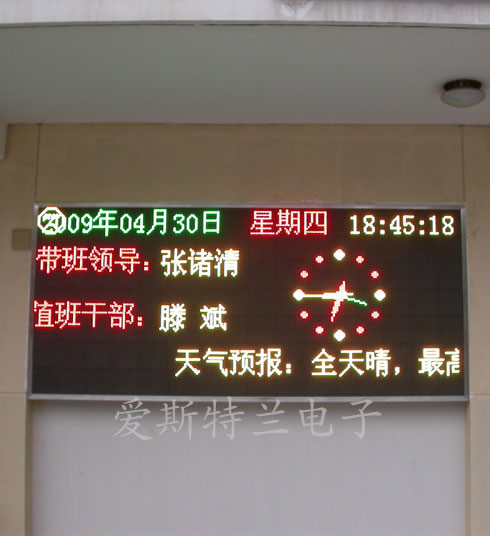 2009年04月30日 星期四 18:45:18
带班领导：张诸清
值班干部：滕 斌
天气预报：全天晴，最高
爱斯特兰电子